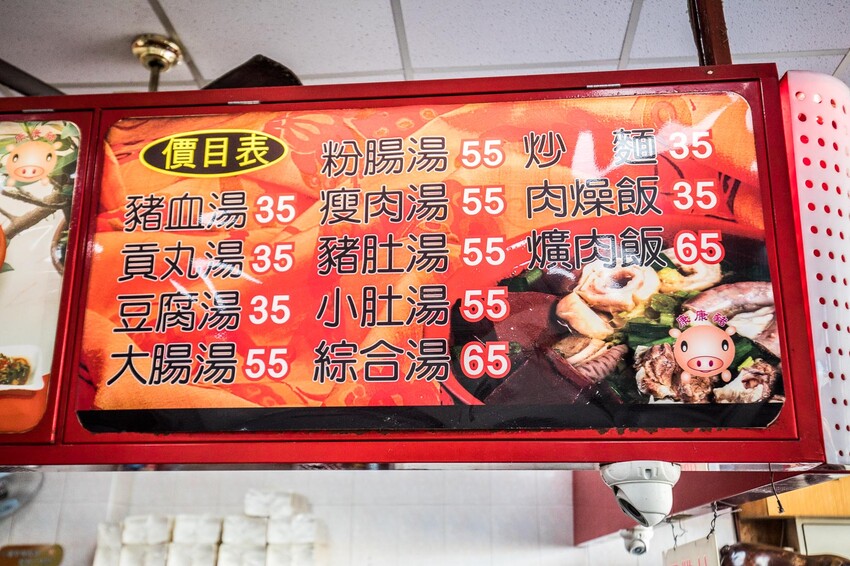 價目表
豬血湯 35
貢丸湯 35
豆腐湯 35
大腸湯 55
粉腸湯 55
瘦肉湯 55
豬肚湯 55
小肚湯 55
綜合湯 65
炒 麵 35
肉燥飯 35
爌肉飯 65